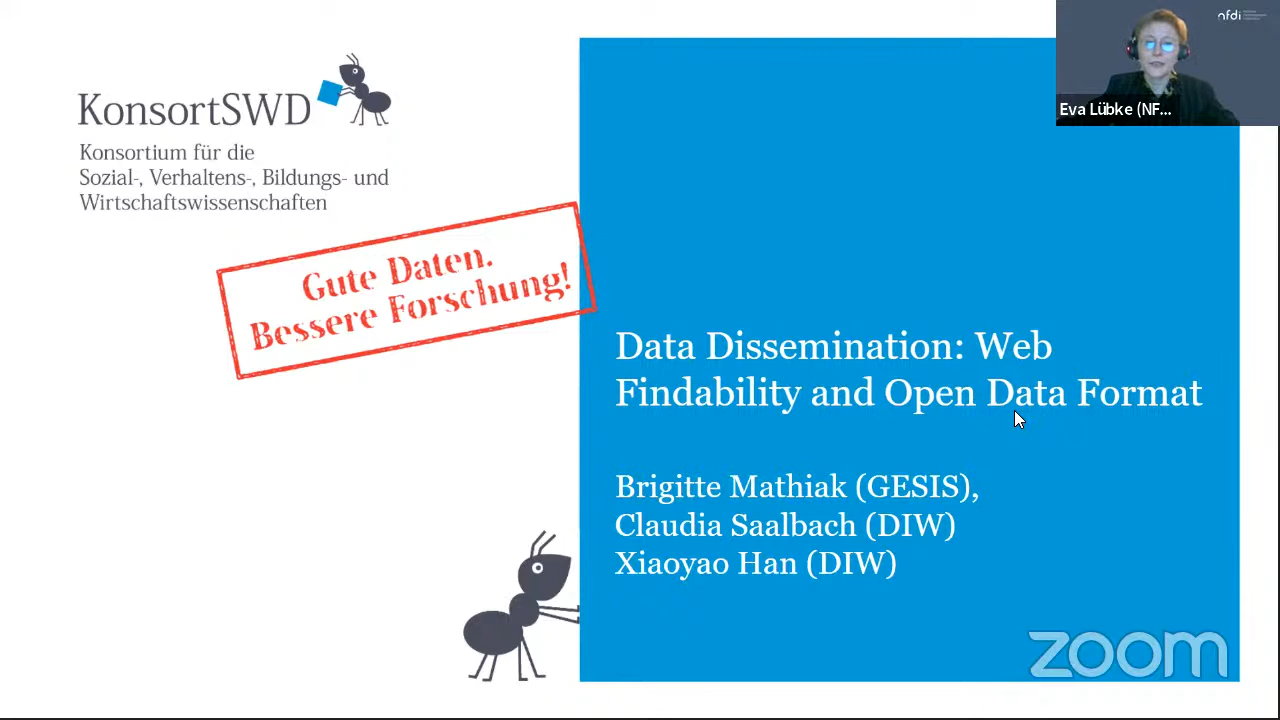 KonsortSWD
Konsortium für die
Sozial-, Verhaltens-, Bildungs- und
Wirtschaftswissenschaften
Gute Daten.
Bessere Forschung!
nfdi
Eva Lübke (NF...
Data Dissemination: Web
Findability and Open Data Format
Brigitte Mathiak (GESIS),
Claudia Saalbach (DIW)
Xiaoyao Han (DIW)
zoom